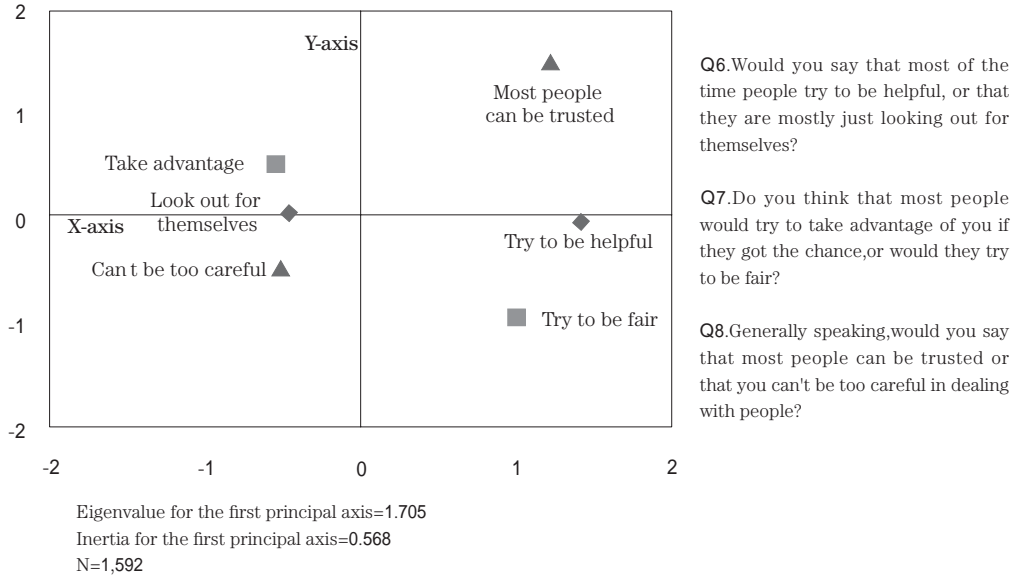 2
1
0
-1
-2
Y-axis
X-axis
Most people
can be trusted
Take advantage
Look out for
themselves
Can t be too careful
Try to be helpful
Try to be fair
-2
-1
0
1
2
Eigenvalue for the first principal axis=1.705
Inertia for the first principal axis=0.568
N=1,592
Q6.Would you say that most of the
time people try to be helpful, or that
they are mostly just looking out for
themselves?
Q7.Do you think that most people
would try to take advantage of you if
they got the chance,or would they try
to be fair?
Q8.Generally speaking,would you say
that most people can be trusted or
that you can't be too careful in dealing
with people?